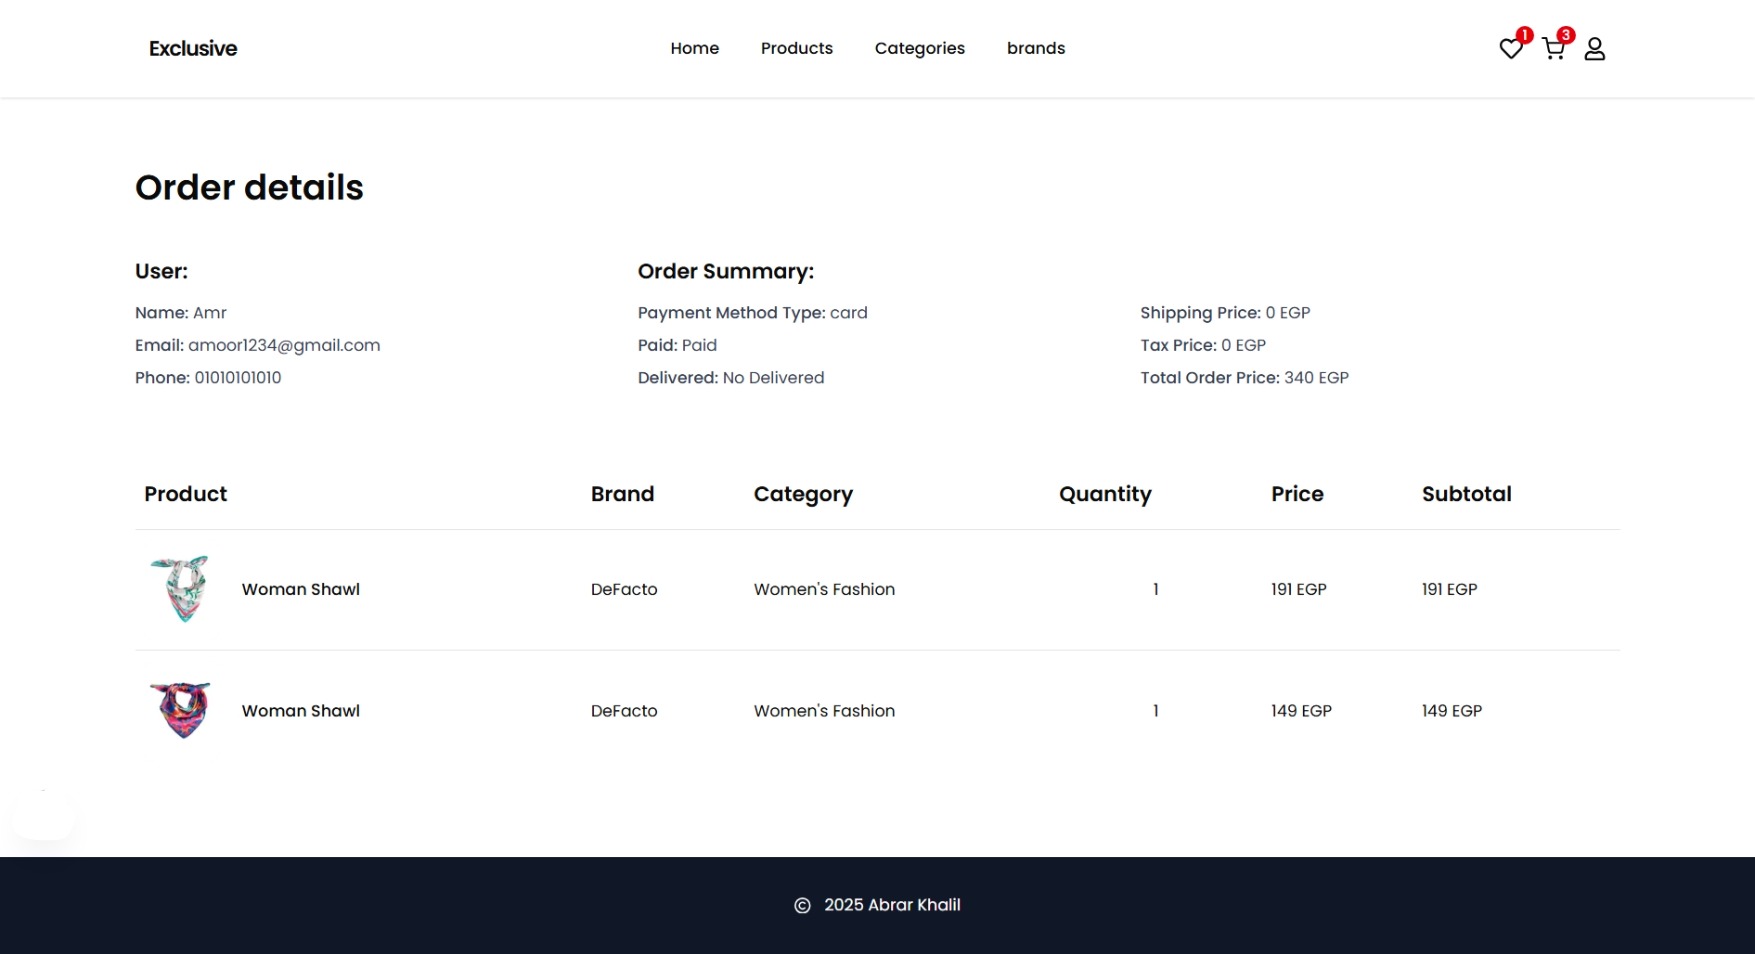 Exclusive
Home Products Categories brands
1 3
Order details
User:
Name: Amr
Email: amoor1234@gmail.com
Phone: 01010101010
Order Summary:
Payment Method Type: card
Paid: Paid
Delivered: No Delivered
Shipping Price: 0 EGP
Tax Price: 0 EGP
Total Order Price: 340 EGP
Product Brand Category Quantity Price Subtotal
Woman Shawl DeFacto Women's Fashion 1 191 EGP 191 EGP
Woman Shawl DeFacto Women's Fashion 1 149 EGP 149 EGP
© 2025 Abrar Khalil